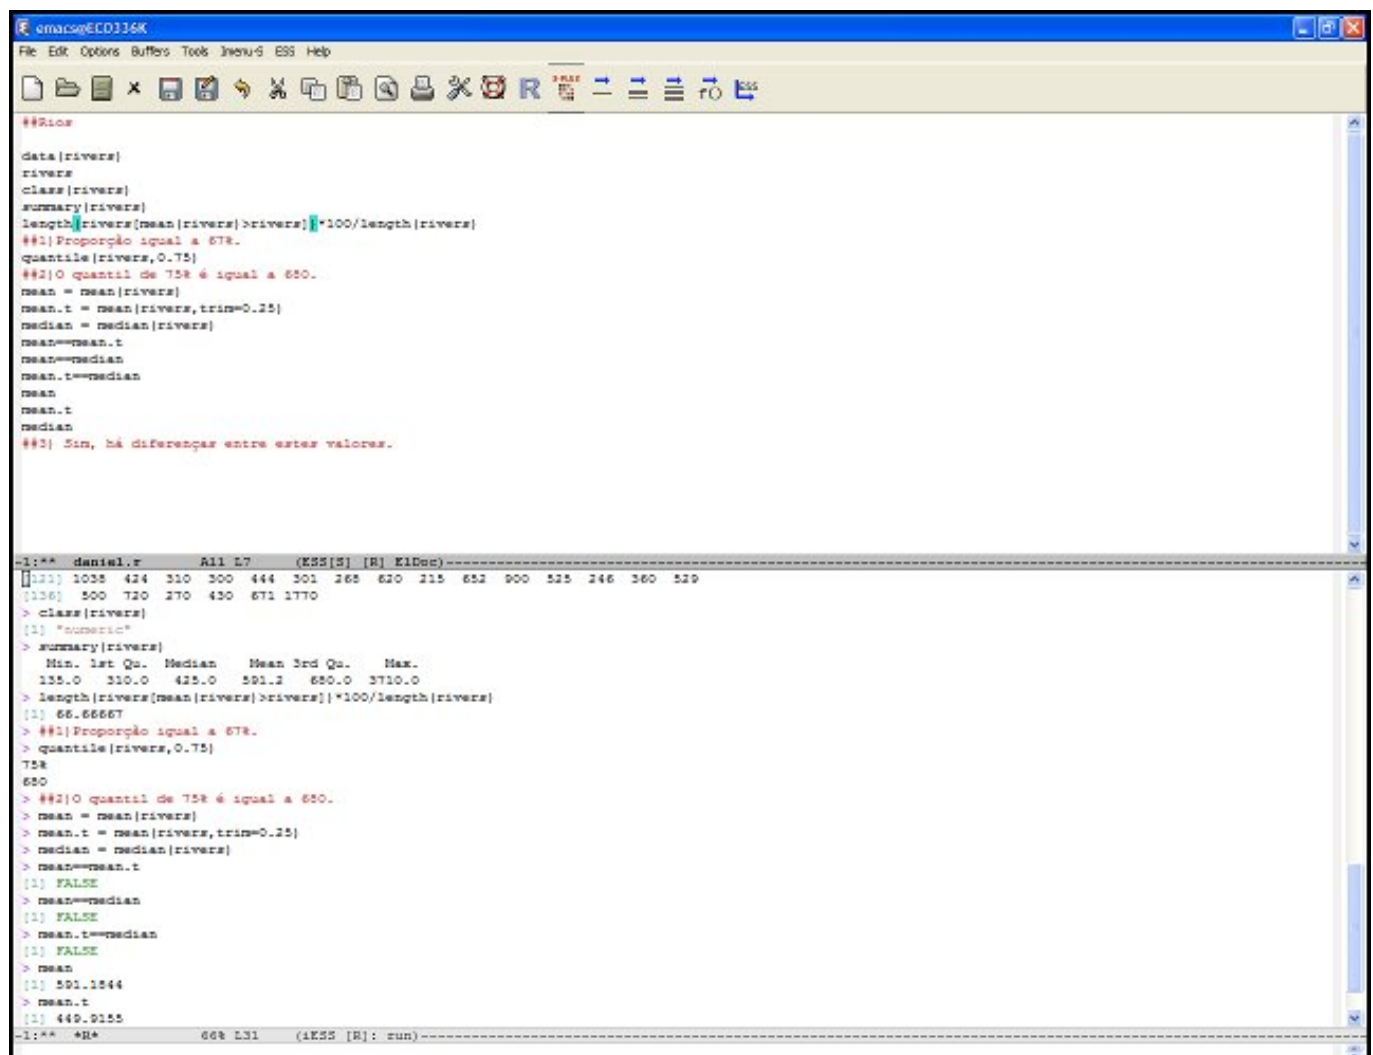 emacs@ECO336K
File Edit Options Buffers Tools Imenu-S ESS Help
##Rios
data(rivers)
rivers
class(rivers)
summary(rivers)
length(rivers[mean(rivers)>rivers])*100/length(rivers)
##1)Proporção igual a 67%.
quantile(rivers,0.75)
##2)O quantil de 75% é igual a 680.
mean = mean(rivers)
mean.t = mean(rivers,trim=0.25)
median = median(rivers)
mean==mean.t
mean==median
mean.t==median
mean
mean.t
median
##3) Sim, há diferenças entre estes valores.
-1:** daniel.r All L7 (ESS[S] [R] ElDoc)
[121] 1038 424 310 300 444 301 268 620 215 652 900 525 246 360 529
[136] 500 720 270 430 671 1770
> class(rivers)
[1] "numeric"
> summary(rivers)
Min. 1st Qu. Median Mean 3rd Qu. Max.
135.0 310.0 425.0 591.2 680.0 3710.0
> length(rivers[mean(rivers)>rivers])*100/length(rivers)
[1] 66.66667
> ##1)Proporção igual a 67%.
> quantile(rivers,0.75)
75%
680
> ##2)O quantil de 75% é igual a 680.
> mean = mean(rivers)
> mean.t = mean(rivers,trim=0.25)
> median = median(rivers)
> mean==mean.t
[1] FALSE
> mean==median
[1] FALSE
> mean.t==median
[1] FALSE
> mean
[1] 591.1844
> mean.t
[1] 449.9155
-1:** *R* 66% L31 (iESS [R]: run)